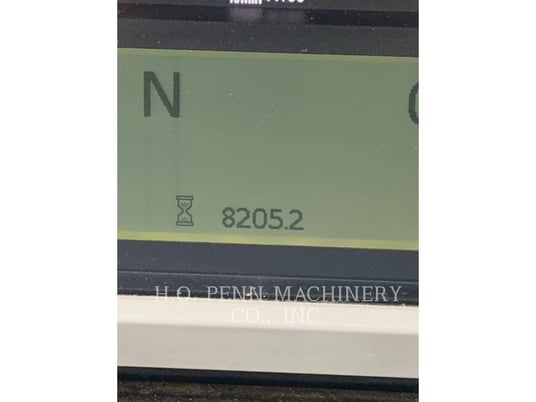 N
8205.2
H.O. PENN MACHINERY
CO., INC.